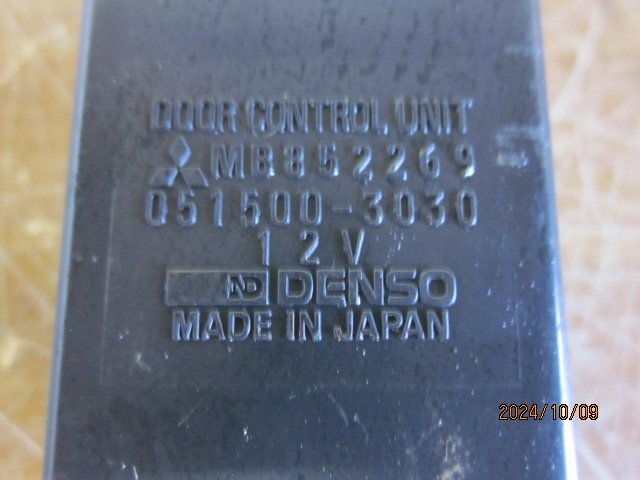 DOOR CONTROL UNIT
MB852269
051500-3030
12V
ND DENSO
MADE IN JAPAN
2024/10/09